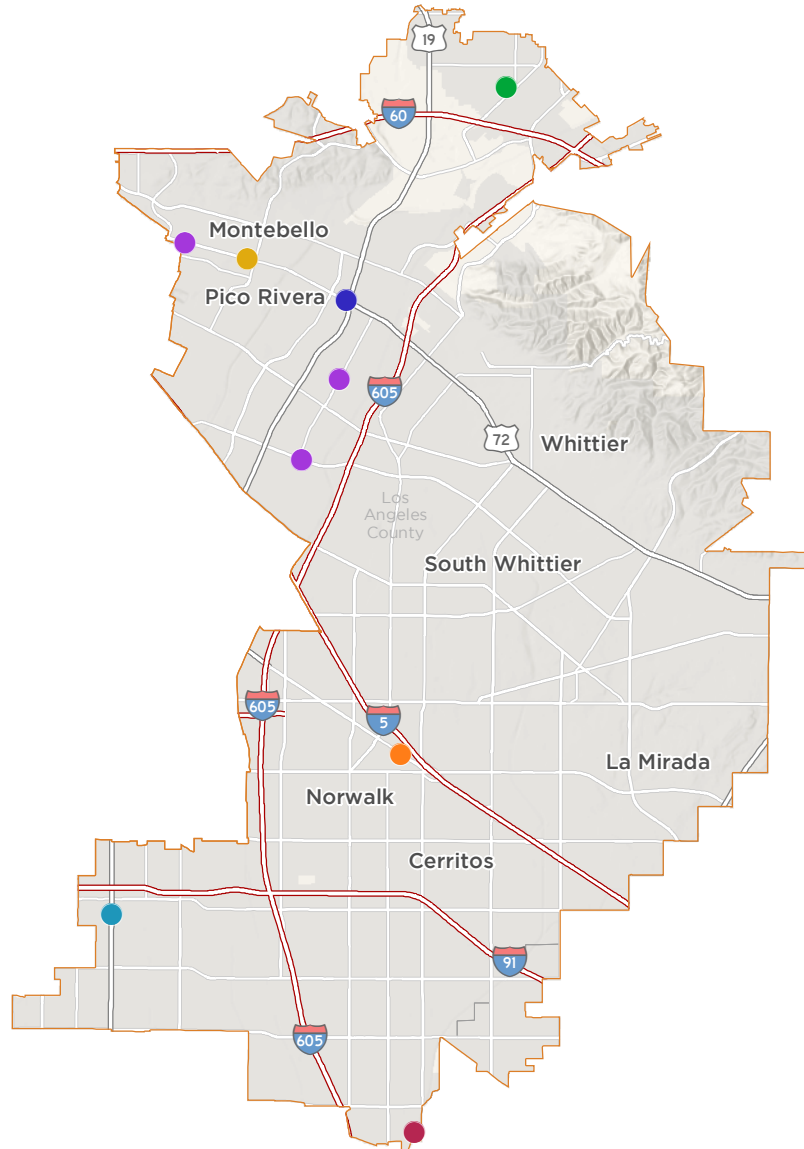 19
60
Montebello
Pico Rivera
605
72
Whittier
Los
Angeles
County
South Whittier
605
5
La Mirada
Norwalk
Cerritos
91
605